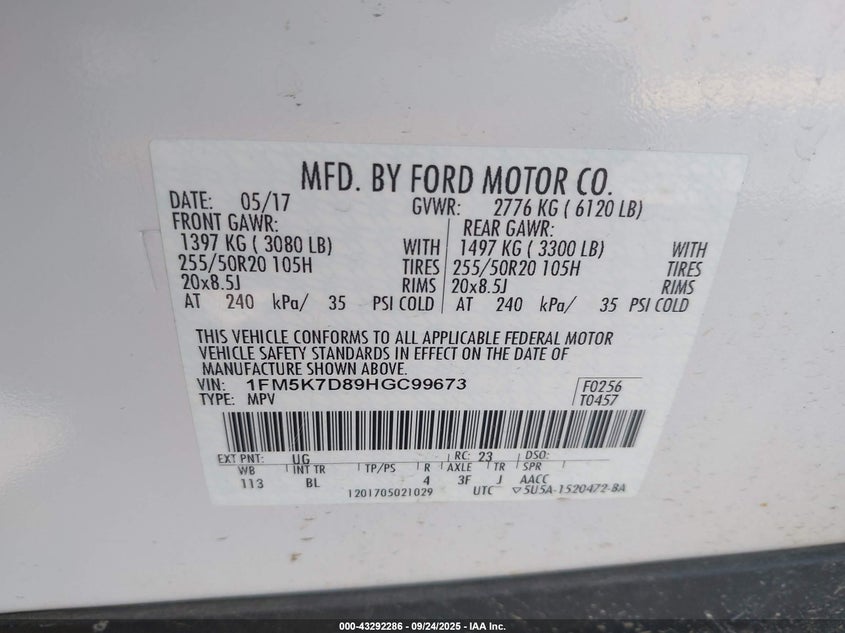 MFD. BY FORD MOTOR CO.
DATE: 05/17 GVWR: 2776 KG ( 6120 LB)
FRONT GAWR: REAR GAWR:
1397 KG ( 3080 LB) WITH 1497 KG ( 3300 LB) WITH
255/50R20 105H TIRES 255/50R20 105H TIRES
20x8.5J RIMS 20x8.5J RIMS
AT 240 kPa/ 35 PSI COLD AT 240 kPa/ 35 PSI COLD
THIS VEHICLE CONFORMS TO ALL APPLICABLE FEDERAL MOTOR
VEHICLE SAFETY STANDARDS IN EFFECT ON THE DATE OF
MANUFACTURE SHOWN ABOVE.
VIN: 1FM5K7D89HGC99673 F0256
TYPE: MPV T0457
EXT PNT: UG RC: 23 DSO:
WB INT TR TP/PS R AXLE TR SPR
113 BL 4 3F J AACC
1201705021029 UTC ▽5U5A-1520472-BA
000-43292286 - 09/24/2025 - IAA Inc.